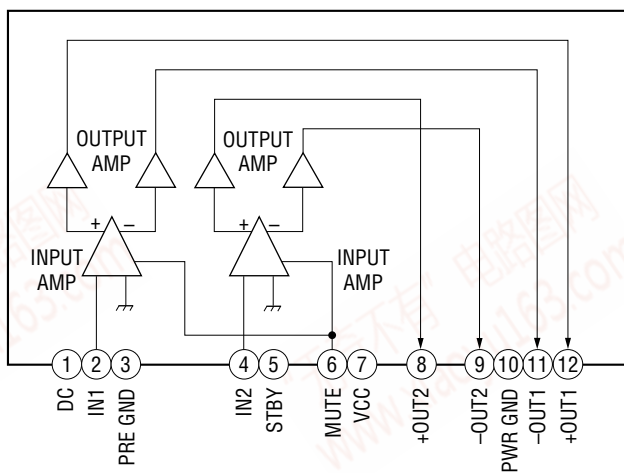 OUTPUT
AMP
OUTPUT
AMP
+ −
+ −
INPUT
AMP
INPUT
AMP
1 2 3 4 5 6 7 8 9 10 11 12
DC
IN1
PRE GND
IN2
STBY
MUTE
VCC
+OUT2
−OUT2
PWR GND
−OUT1
+OUT1